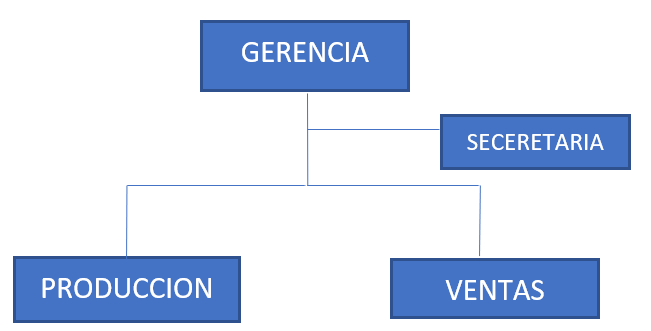 GERENCIA
SECERETARIA
PRODUCCION
VENTAS